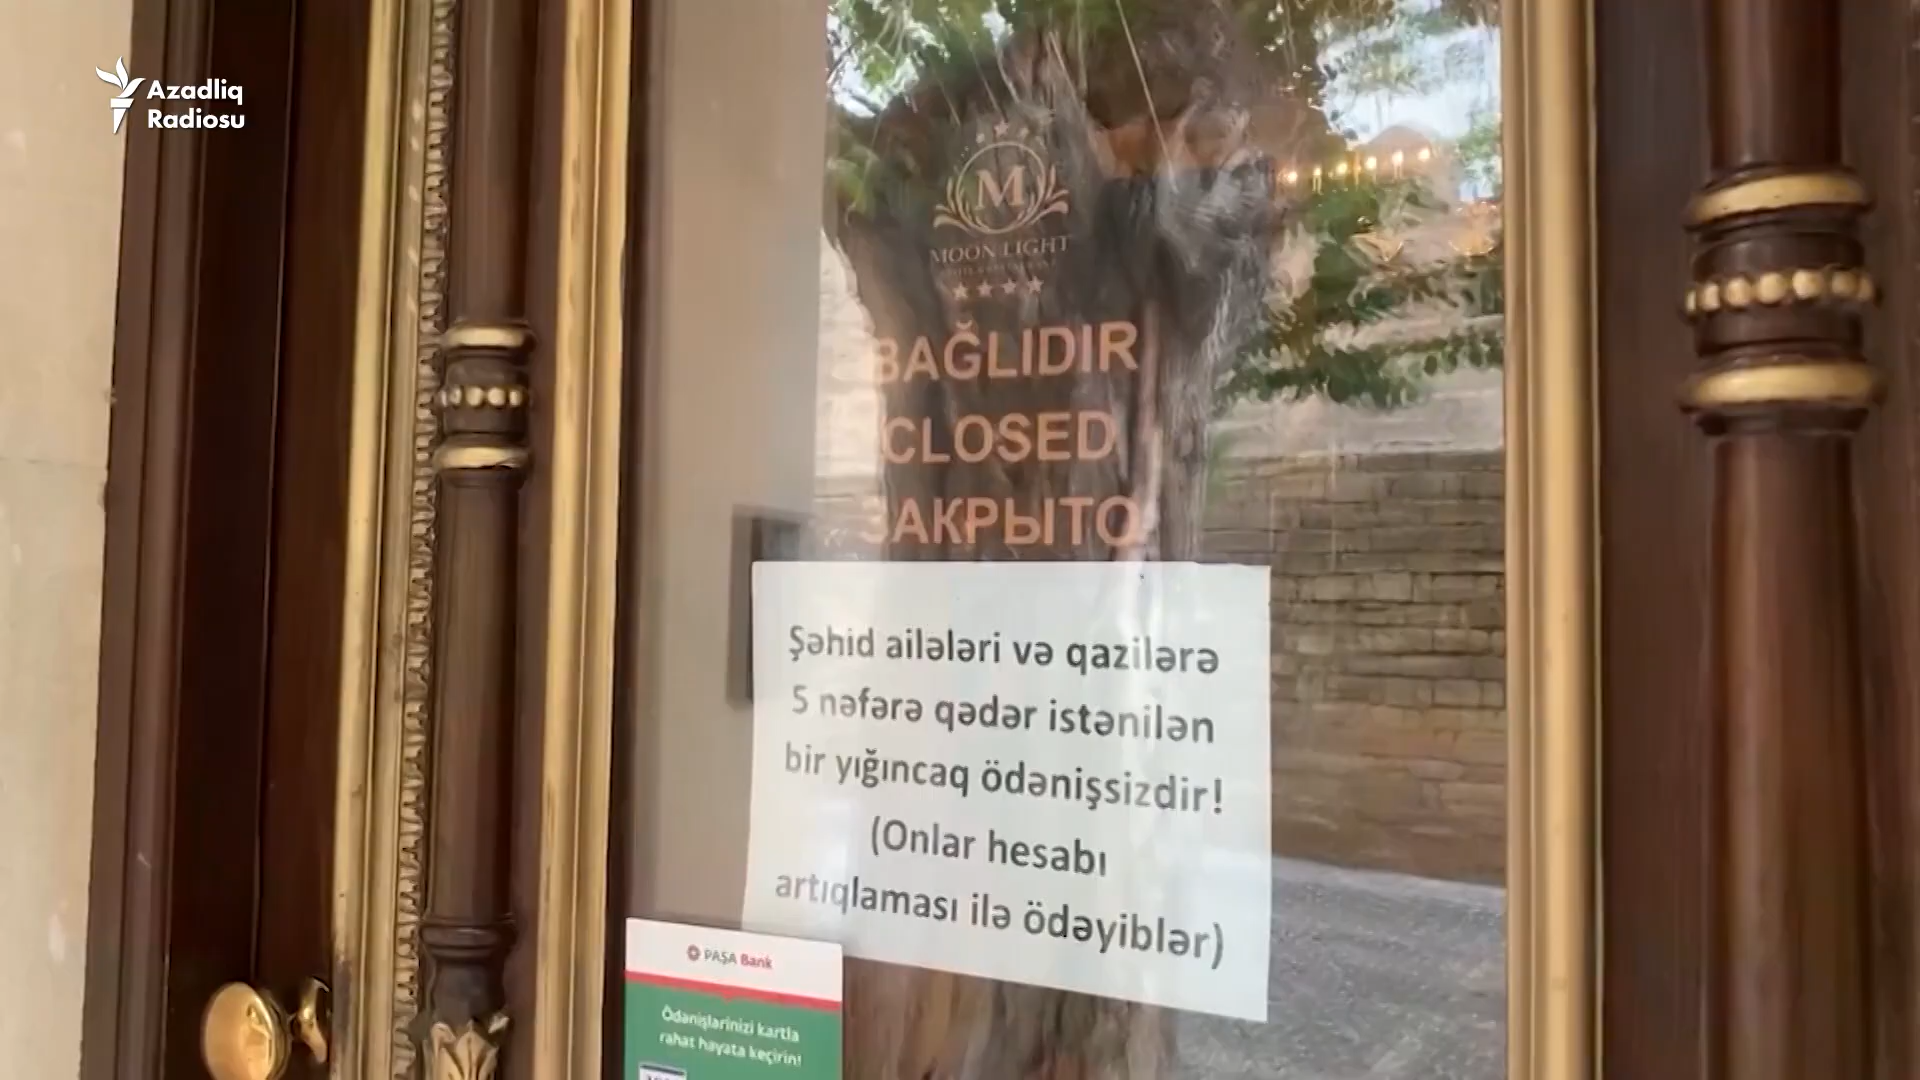 Azadlıq
Radiosu
M
MOON LIGHT
BAĞLIDIR
CLOSED
ЗАКРЫТО
Şəhid ailələri və qazilərə
5 nəfərə qədər istənilən
bir yığıncaq ödənişsizdir!
(Onlar hesabı
artıqlaması ilə ödəyiblər)
PAŞA Bank
Ödənişlərinizi kartla
rahat həyata keçirin!